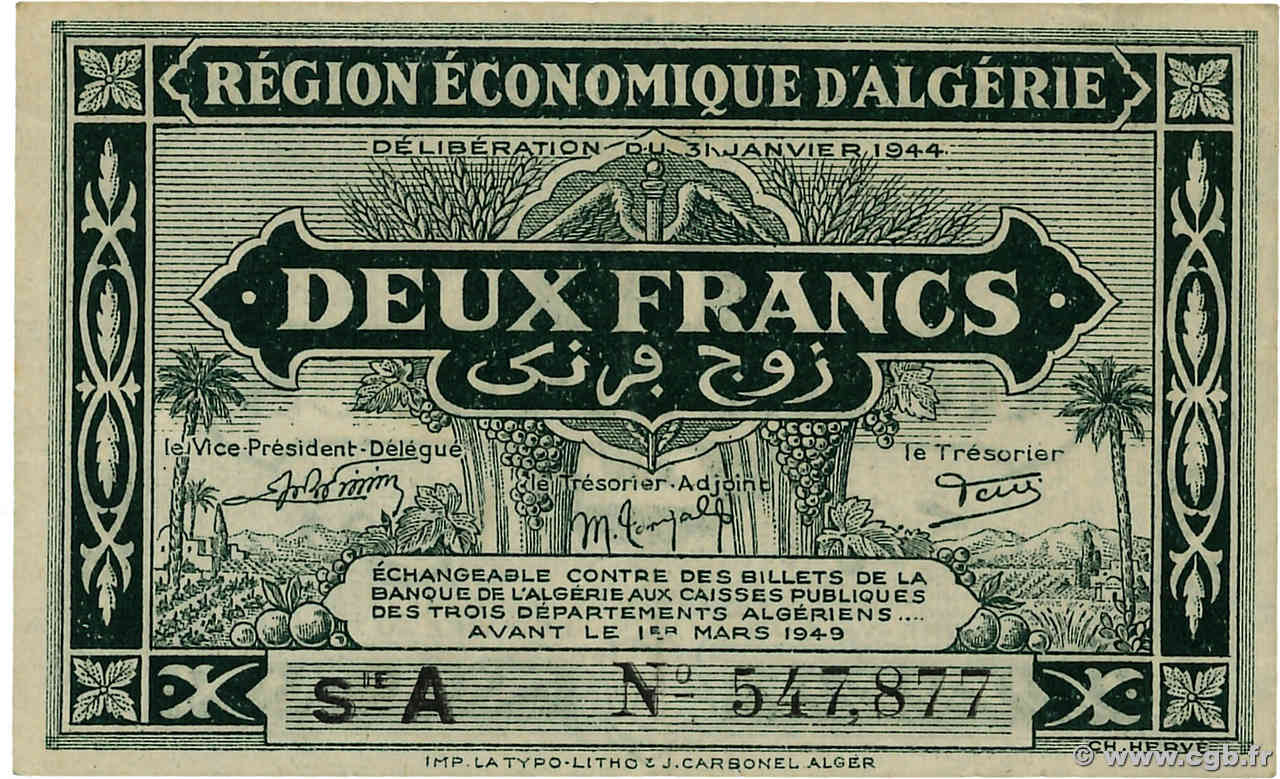 RÉGION ÉCONOMIQUE D'ALGÉRIE
DÉLIBÉRATION DU 31 JANVIER 1944
DEUX FRANCS
زوج فرنكى
le Vice-Président-Délégué
le Trésorier
le Trésorier-Adjoint
ÉCHANGEABLE CONTRE DES BILLETS DE LA
BANQUE DE L'ALGÉRIE AUX CAISSES PUBLIQUES
DES TROIS DÉPARTEMENTS ALGÉRIENS....
AVANT LE 1ER MARS 1949
SIE A No 547,877
CH. HERVÉ
IMP. LA TYPO-LITHO & J. CARBONEL ALGER
© www.cgb.fr